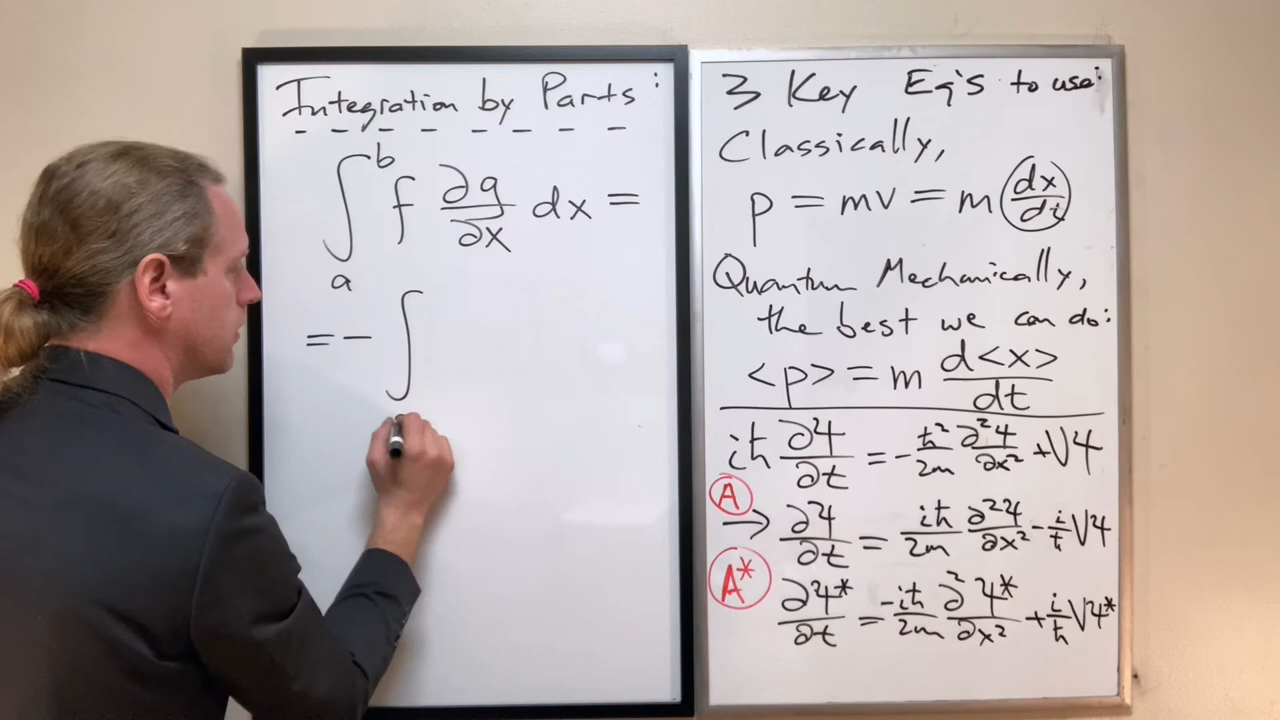 Integration by Parts:
∫_a^b f ∂g/∂x dx =
= - ∫
3 Key Eq's to use:
Classically,
p = mv = m dx/dt
Quantum Mechanically,
the best we can do:
<p> = m d<x>/dt
iħ ∂Ψ/∂t = -ħ²/2m ∂²Ψ/∂x² + VΨ
A
→ ∂Ψ/∂t = iħ/2m ∂²Ψ/∂x² - i/ħ VΨ
A*
∂Ψ*/∂t = -iħ/2m ∂²Ψ*/∂x² + i/ħ VΨ*